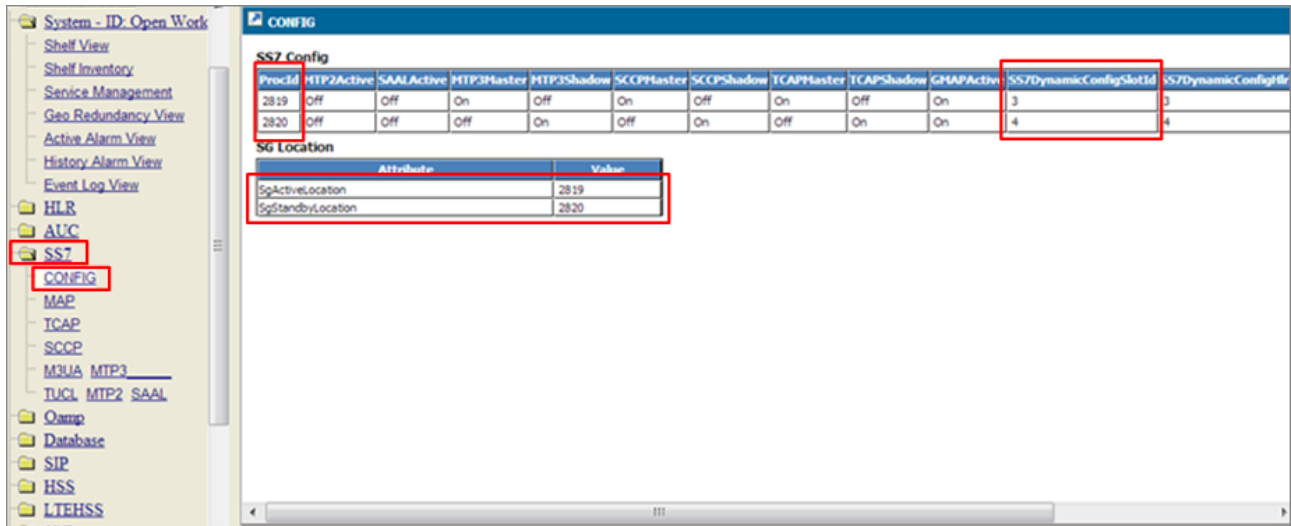 System - ID: Open Work
Shelf View
Shelf Inventory
Service Management
Geo Redundancy View
Active Alarm View
History Alarm View
Event Log View
HLR
AUC
SS7
CONFIG
MAP
TCAP
SCCP
M3UA MTP3
TUCL MTP2 SAAL
Oamp
Database
SIP
HSS
LTEHSS
CONFIG
SS7 Config
ProcId MTP2Active SAALActive MTP3Master MTP3Shadow SCCPMaster SCCPShadow TCAPMaster TCAPShadow GMAPActive SS7DynamicConfigSlotId SS7DynamicConfigHlr
2819 Off Off On Off On Off On Off On 3 3
2820 Off Off Off On Off On Off On On 4 4
SG Location
Attribute Value
SgActiveLocation 2819
SgStandbyLocation 2820